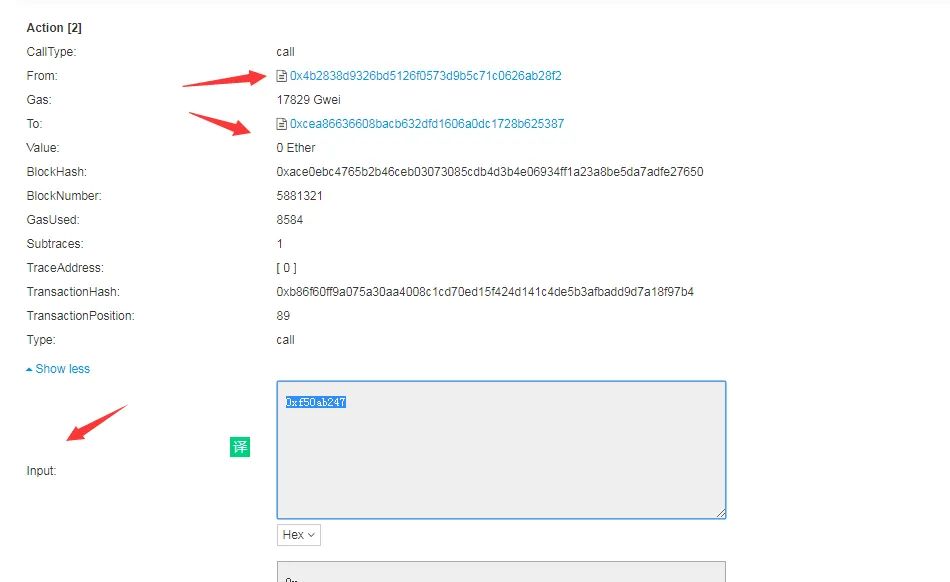 Action [2]
CallType: call
From: 0x4b2838d9326bd5126f0573d9b5c71c0626ab28f2
Gas: 17829 Gwei
To: 0xcea86636608bacb632dfd1606a0dc1728b625387
Value: 0 Ether
BlockHash: 0xace0ebc4765b2b46ceb03073085cdb4d3b4e06934ff1a23a8be5da7adfe27650
BlockNumber: 5881321
GasUsed: 8584
Subtraces: 1
TraceAddress: [ 0 ]
TransactionHash: 0xb86f60ff9a075a30aa4008c1cd70ed15f424d141c4de5b3afbadd9d7a18f97b4
TransactionPosition: 89
Type: call
Show less
0xf50ab247
译
Input:
Hex
0x